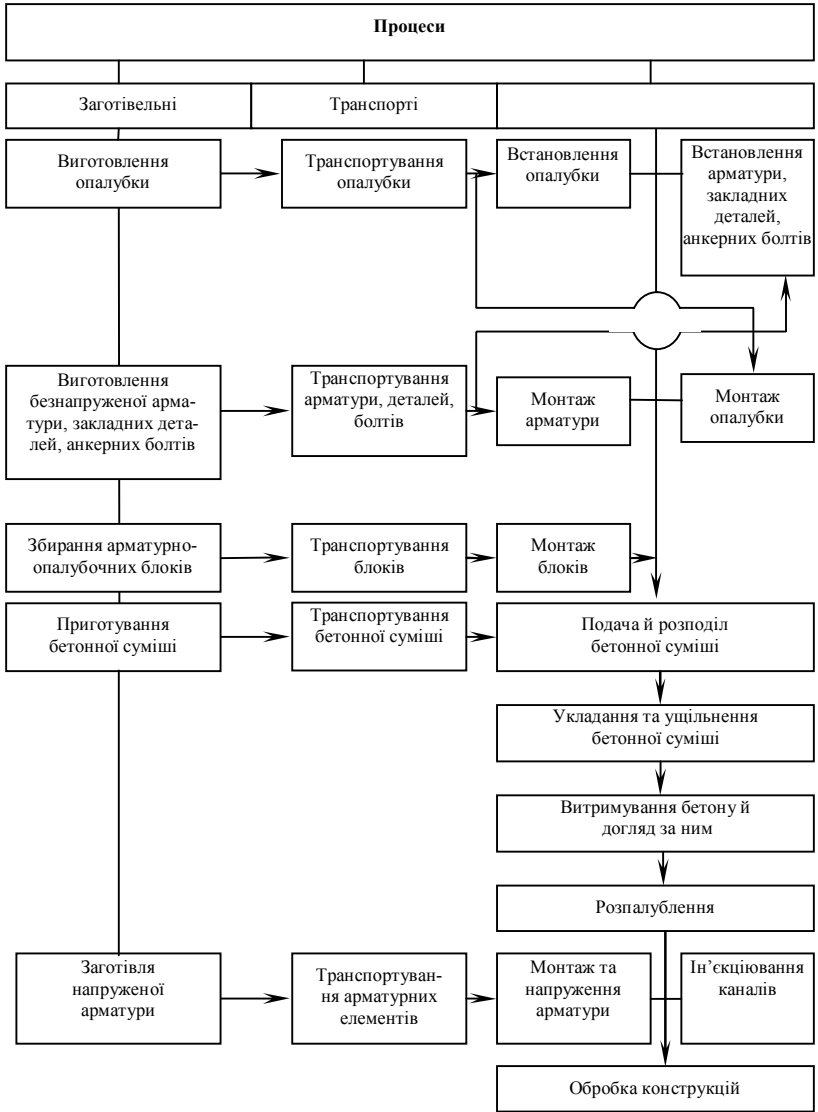 Процеси
Заготівельні
Транспорті
Виготовлення
опалубки
Транспортування
опалубки
Встановлення
опалубки
Встановлення
арматури,
закладних
деталей,
анкерних болтів
Виготовлення
безнапруженої арма-
тури, закладних дета-
лей, анкерних болтів
Транспортування
арматури, деталей,
болтів
Монтаж
арматури
Монтаж
опалубки
Збирання арматурно-
опалубочних блоків
Транспортування
блоків
Монтаж
блоків
Приготування
бетонної суміші
Транспортування
бетонної суміші
Подача й розподіл
бетонної суміші
Укладання та ущільнення
бетонної суміші
Витримування бетону й
догляд за ним
Розпалублення
Заготівля
напруженої
арматури
Транспортуван-
ня арматурних
елементів
Монтаж та
напруження
арматури
Ін’єкціювання
каналів
Обробка конструкцій